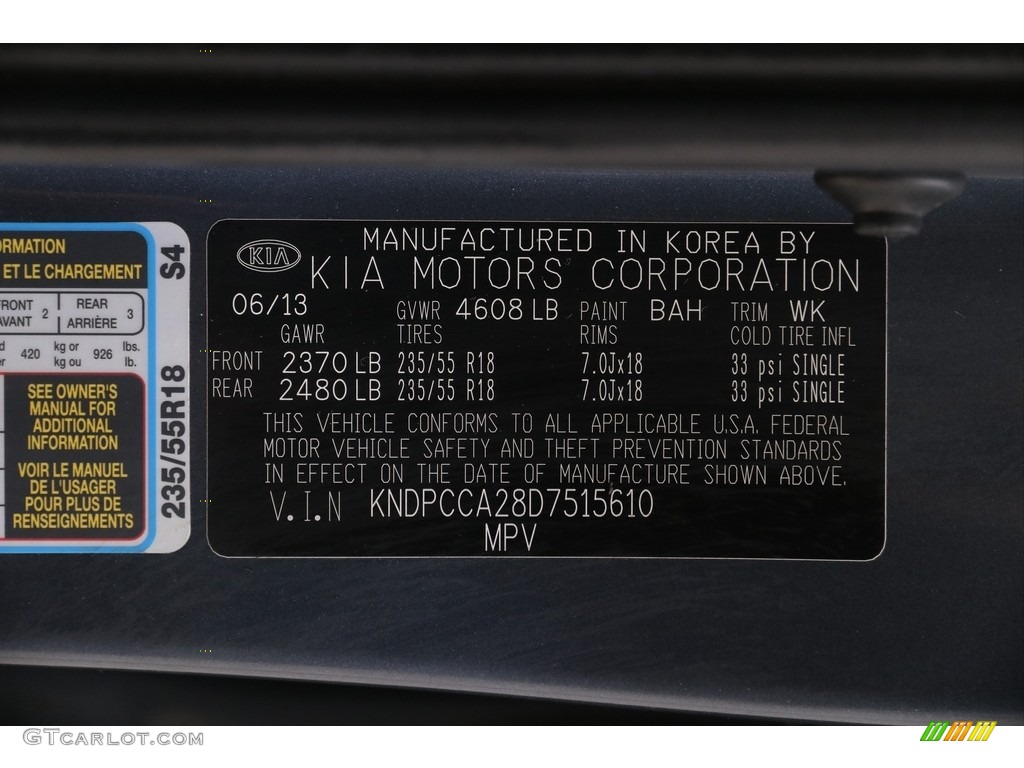 ORMATION
ET LE CHARGEMENT
FRONT 2 REAR 3
AVANT ARRIÈRE
420 kg or 926 lbs.
kg ou lb.
SEE OWNER'S
MANUAL FOR
ADDITIONAL
INFORMATION
VOIR LE MANUEL
DE L'USAGER
POUR PLUS DE
RENSEIGNEMENTS
235/55R18 S4
KIA
MANUFACTURED IN KOREA BY
KIA MOTORS CORPORATION
06/13 GVWR 4608 LB PAINT BAH TRIM WK
GAWR TIRES RIMS COLD TIRE INFL
FRONT 2370 LB 235/55 R18 7.0Jx18 33 psi SINGLE
REAR 2480 LB 235/55 R18 7.0Jx18 33 psi SINGLE
THIS VEHICLE CONFORMS TO ALL APPLICABLE U.S.A. FEDERAL
MOTOR VEHICLE SAFETY AND THEFT PREVENTION STANDARDS
IN EFFECT ON THE DATE OF MANUFACTURE SHOWN ABOVE.
V.I.N KNDPCCA28D7515610
MPV
GTCarlot.com